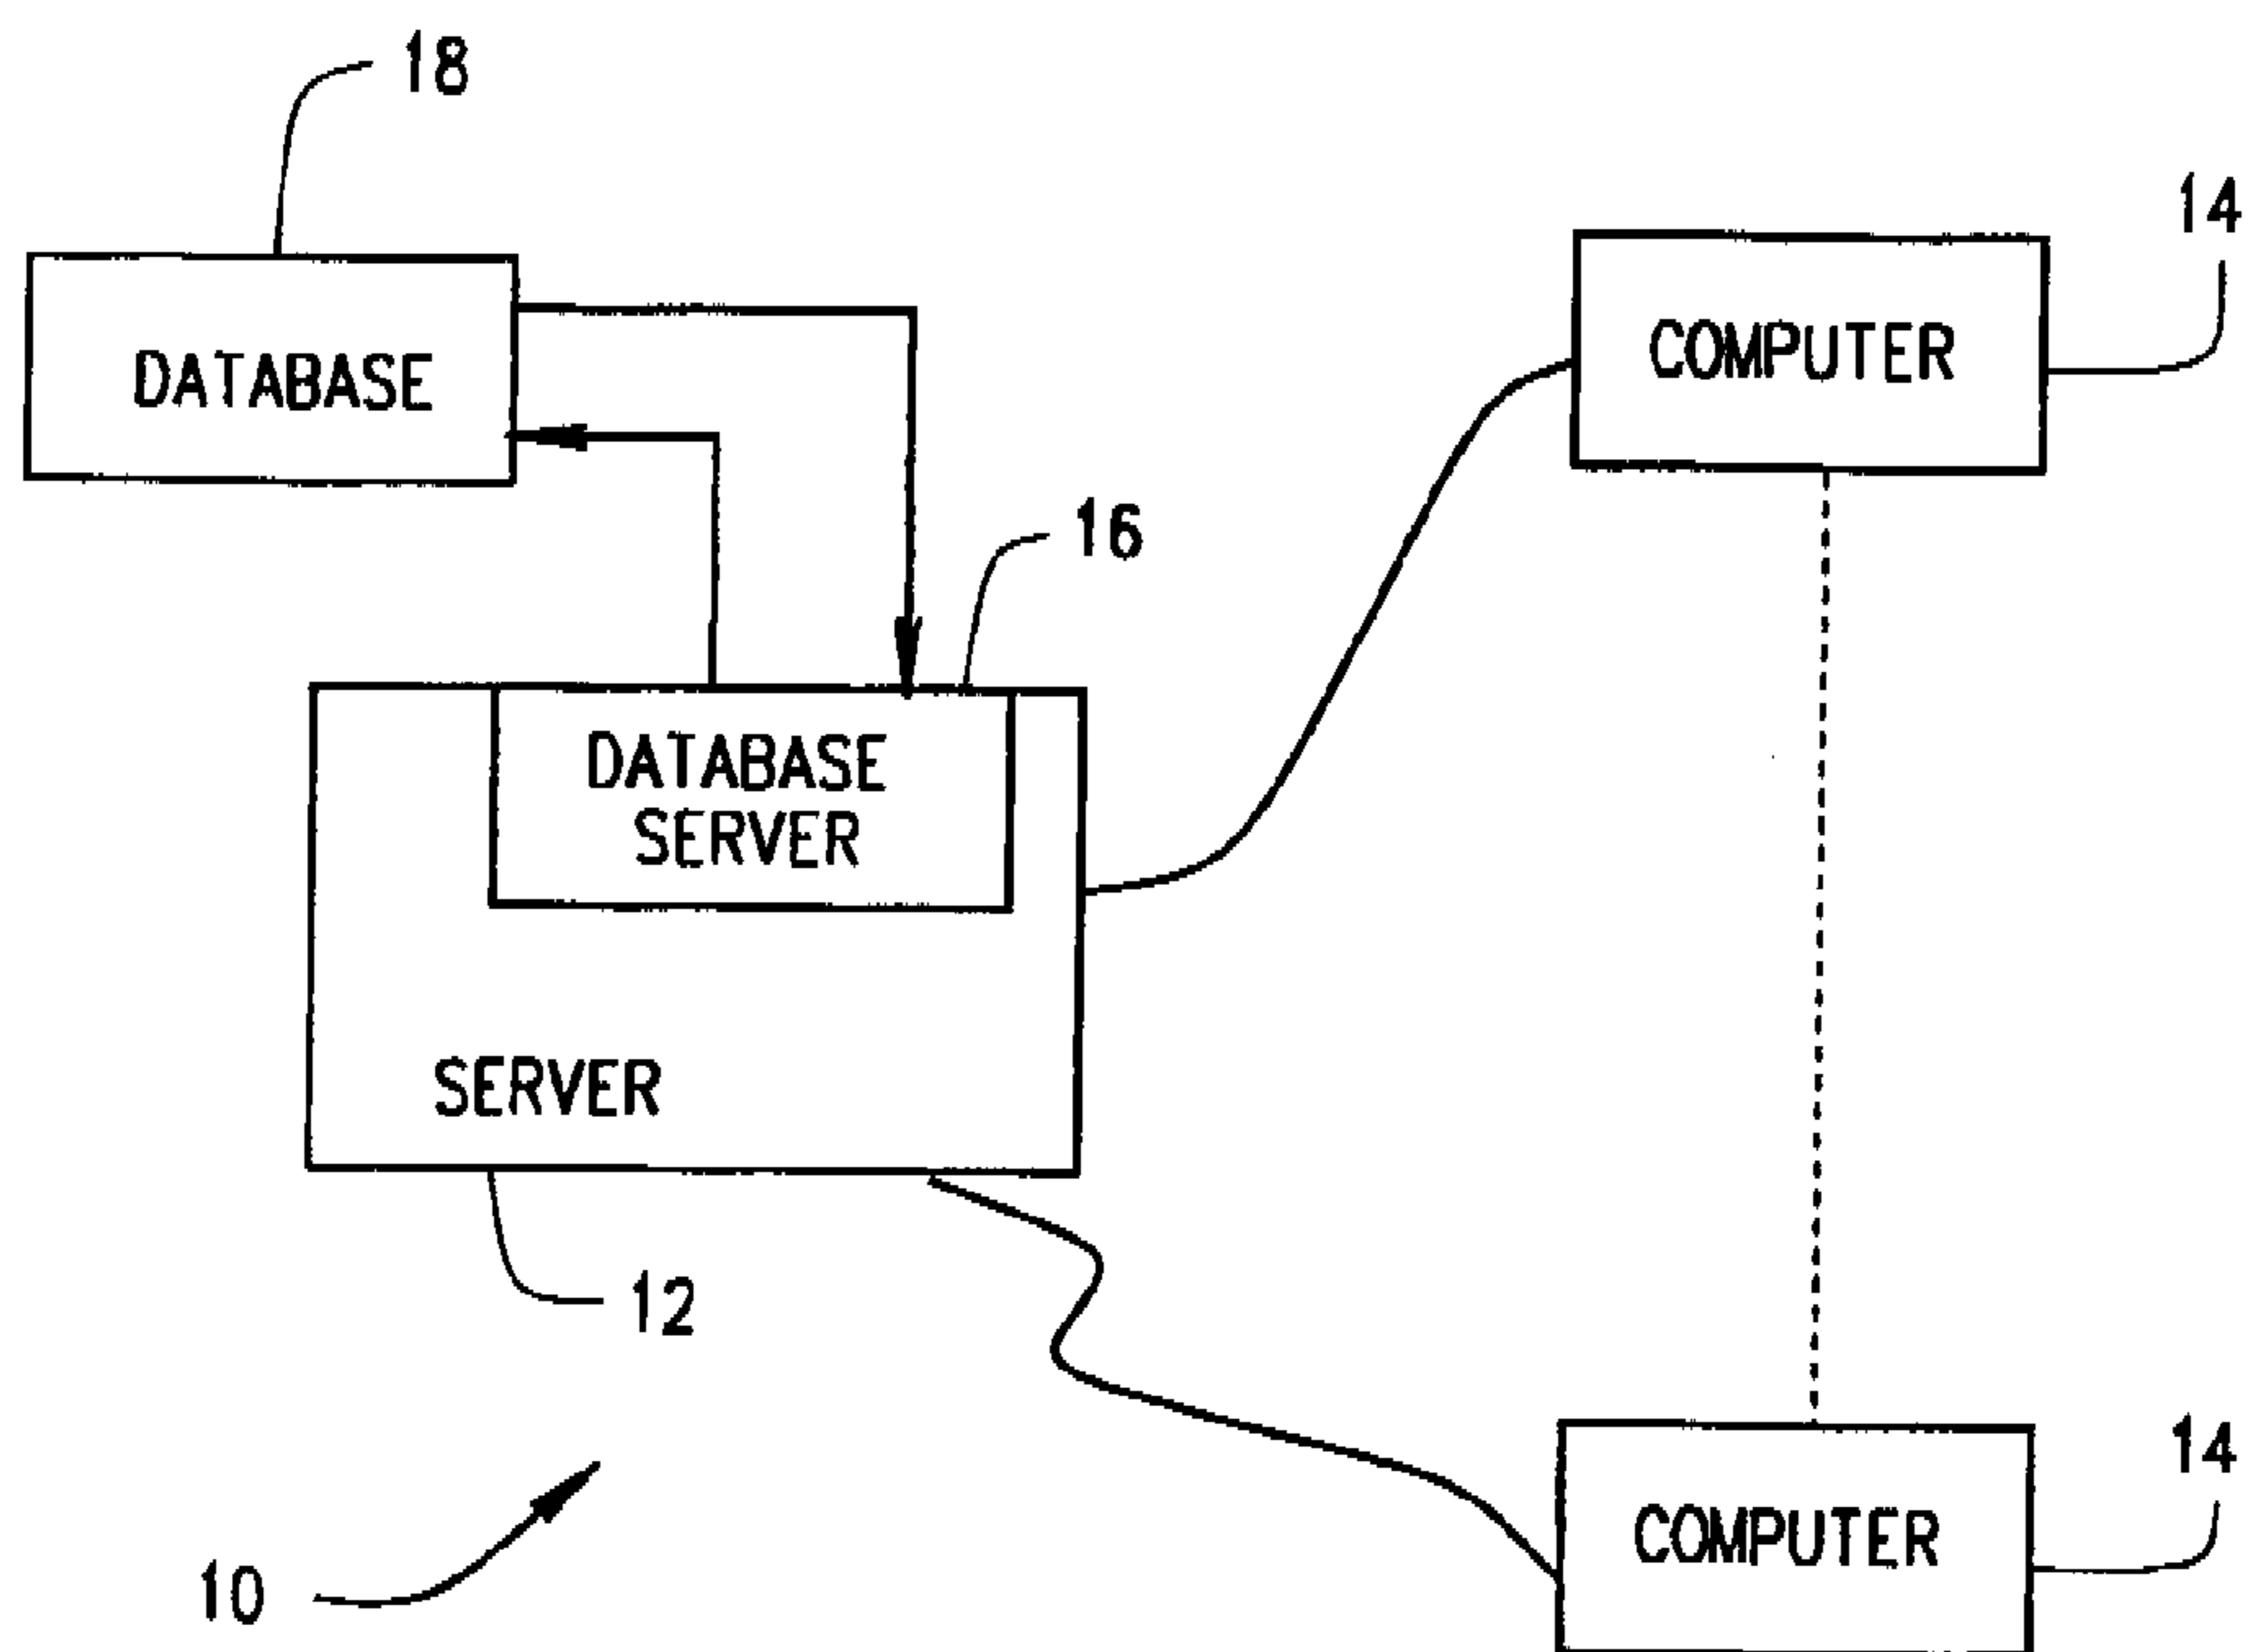 18
14
DATABASE
COMPUTER
16
DATABASE
SERVER
SERVER
12
14
COMPUTER
10